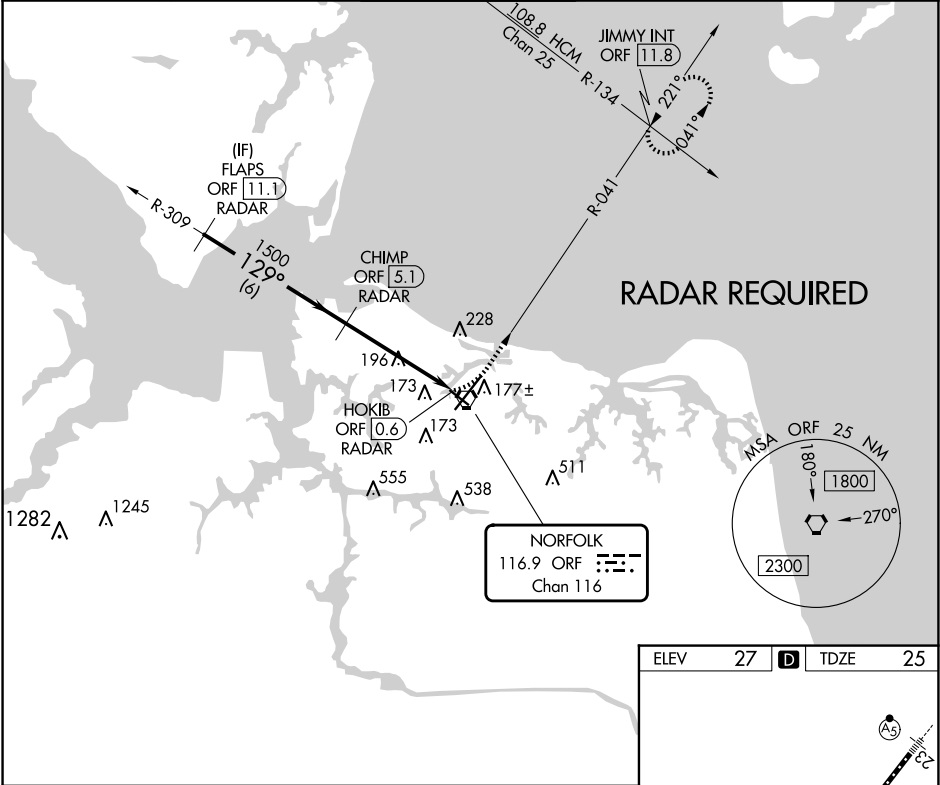 108.8 HCM
Chan 25
R-134
JIMMY INT
ORF 11.8
221°
041°
R-041
(IF)
FLAPS
ORF 11.1
RADAR
R-309
1500
129°
(6)
CHIMP
ORF 5.1
RADAR
RADAR REQUIRED
228
196
173
177±
HOKIB
ORF 0.6
RADAR
173
555
538
511
1282
1245
NORFOLK
116.9 ORF
Chan 116
MSA ORF 25 NM
180°
1800
270°
2300
ELEV 27 D TDZE 25
A5
23